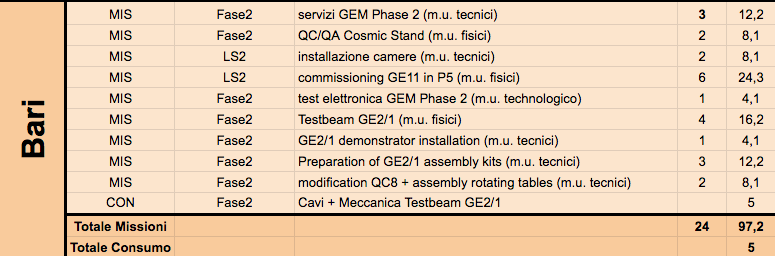 Bari
MIS Fase2 servizi GEM Phase 2 (m.u. tecnici) 3 12,2
MIS Fase2 QC/QA Cosmic Stand (m.u. fisici) 2 8,1
MIS LS2 installazione camere (m.u. tecnici) 2 8,1
MIS LS2 commissioning GE11 in P5 (m.u. fisici) 6 24,3
MIS Fase2 test elettronica GEM Phase 2 (m.u. technologico) 1 4,1
MIS Fase2 Testbeam GE2/1 (m.u. fisici) 4 16,2
MIS Fase2 GE2/1 demonstrator installation (m.u. tecnici) 1 4,1
MIS Fase2 Preparation of GE2/1 assembly kits (m.u. tecnici) 3 12,2
MIS Fase2 modification QC8 + assembly rotating tables (m.u. tecnici) 2 8,1
CON Fase2 Cavi + Meccanica Testbeam GE2/1 5
Totale Missioni 24 97,2
Totale Consumo 5